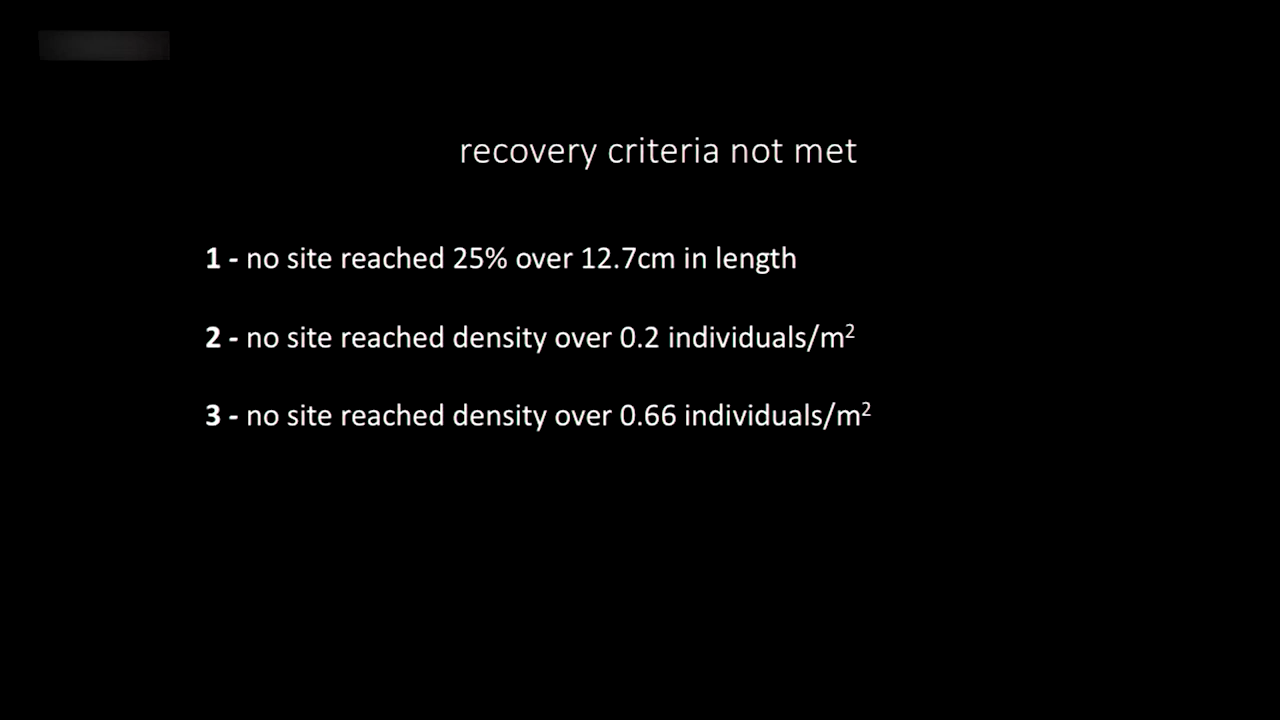 recovery criteria not met
1 - no site reached 25% over 12.7cm in length
2 - no site reached density over 0.2 individuals/m²
3 - no site reached density over 0.66 individuals/m²